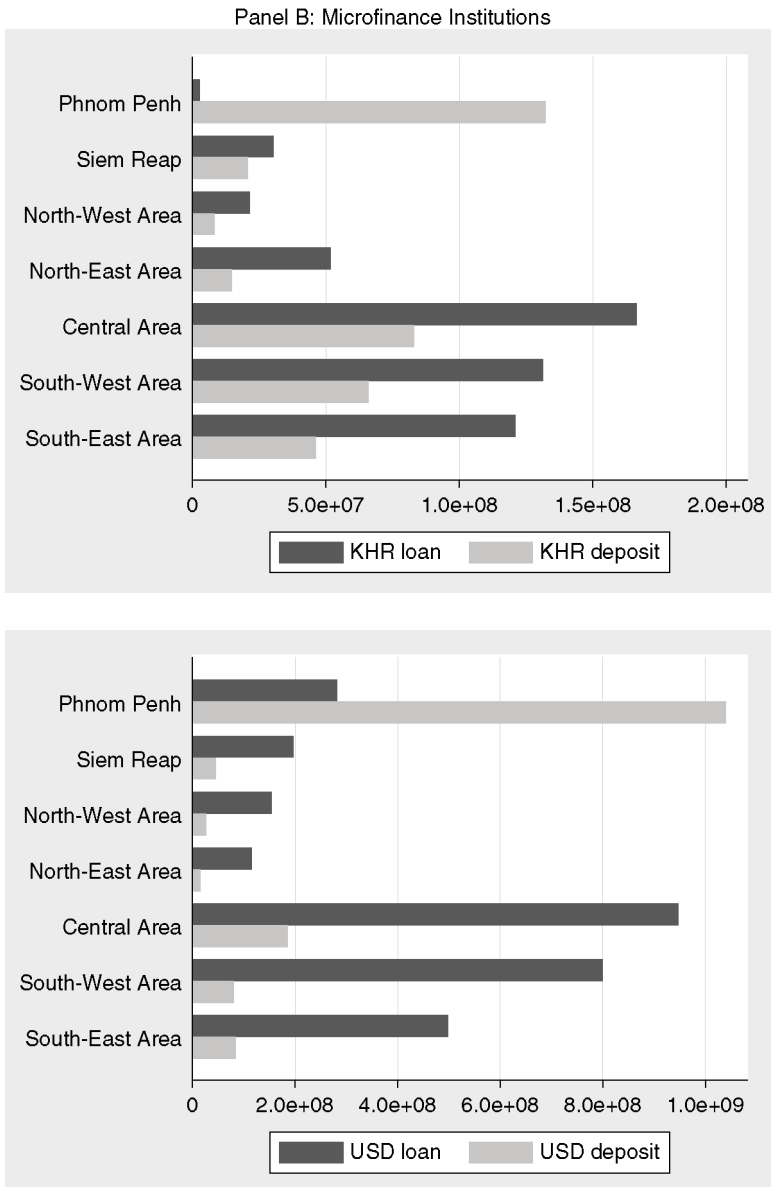 Panel B: Microfinance Institutions
Phnom Penh
Siem Reap
North-West Area
North-East Area
Central Area
South-West Area
South-East Area
0 5.0e+07 1.0e+08 1.5e+08 2.0e+08
KHR loan KHR deposit
Phnom Penh
Siem Reap
North-West Area
North-East Area
Central Area
South-West Area
South-East Area
0 2.0e+08 4.0e+08 6.0e+08 8.0e+08 1.0e+09
USD loan USD deposit